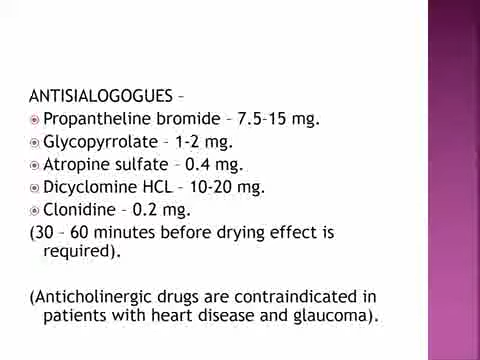 ANTISIALOGOGUES –
Propantheline bromide – 7.5–15 mg.
Glycopyrrolate – 1-2 mg.
Atropine sulfate – 0.4 mg.
Dicyclomine HCL – 10-20 mg.
Clonidine – 0.2 mg.
(30 – 60 minutes before drying effect is
required).
(Anticholinergic drugs are contraindicated in
patients with heart disease and glaucoma).